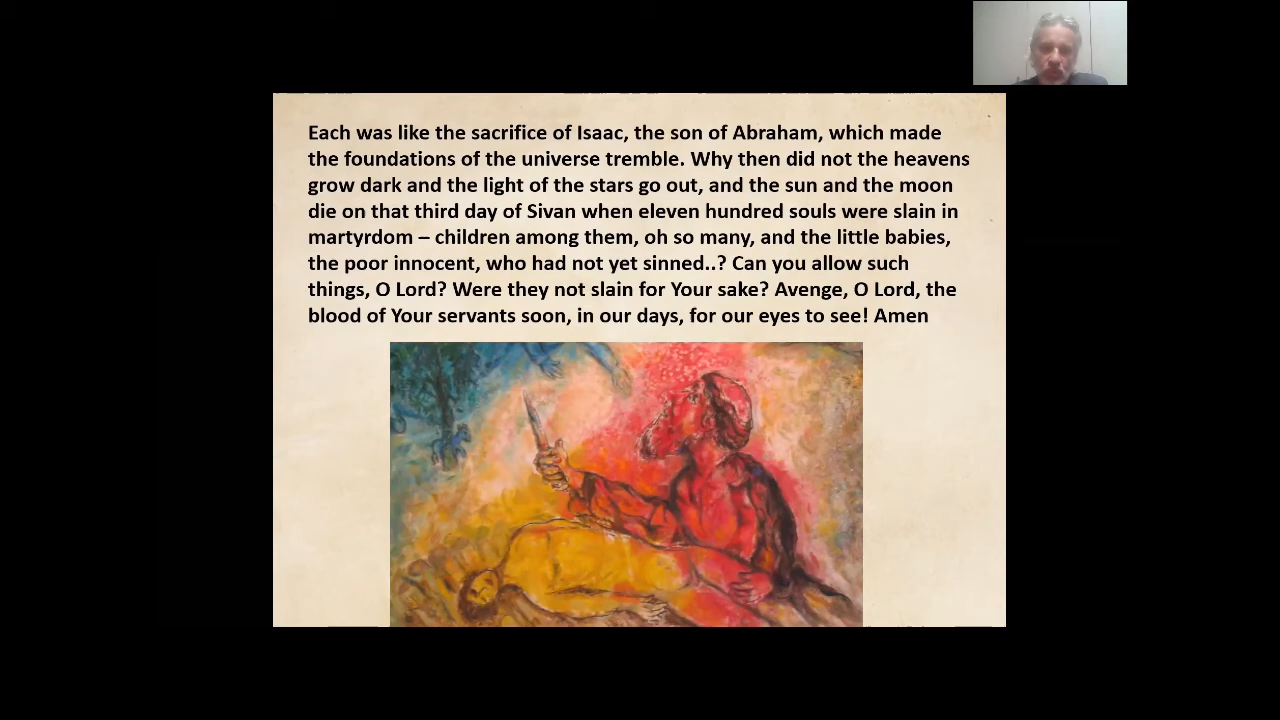 Each was like the sacrifice of Isaac, the son of Abraham, which made
the foundations of the universe tremble. Why then did not the heavens
grow dark and the light of the stars go out, and the sun and the moon
die on that third day of Sivan when eleven hundred souls were slain in
martyrdom – children among them, oh so many, and the little babies,
the poor innocent, who had not yet sinned..? Can you allow such
things, O Lord? Were they not slain for Your sake? Avenge, O Lord, the
blood of Your servants soon, in our days, for our eyes to see! Amen